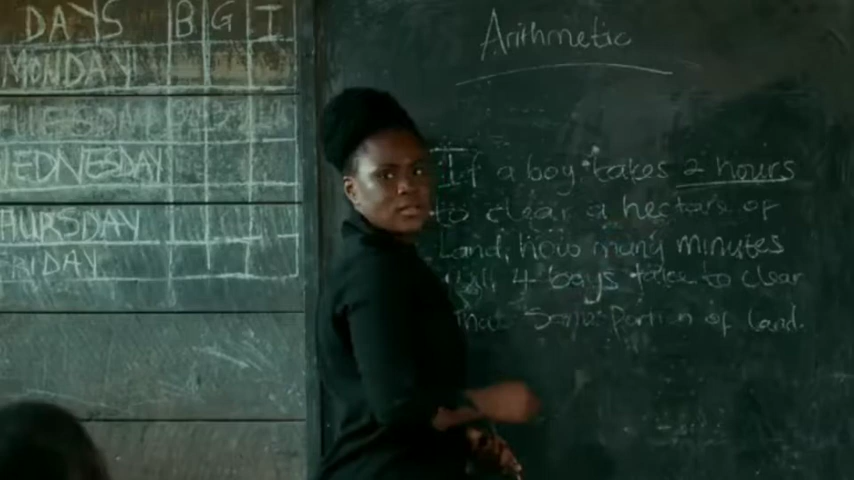 DAYS B G I
MONDAY
TUESDAY
WEDNESDAY
THURSDAY
FRIDAY
Arithmetic
If a boy takes 2 hours
to clear a hectare of
Land, how many minutes
will 4 boys take to clear
that Same Portion of land.